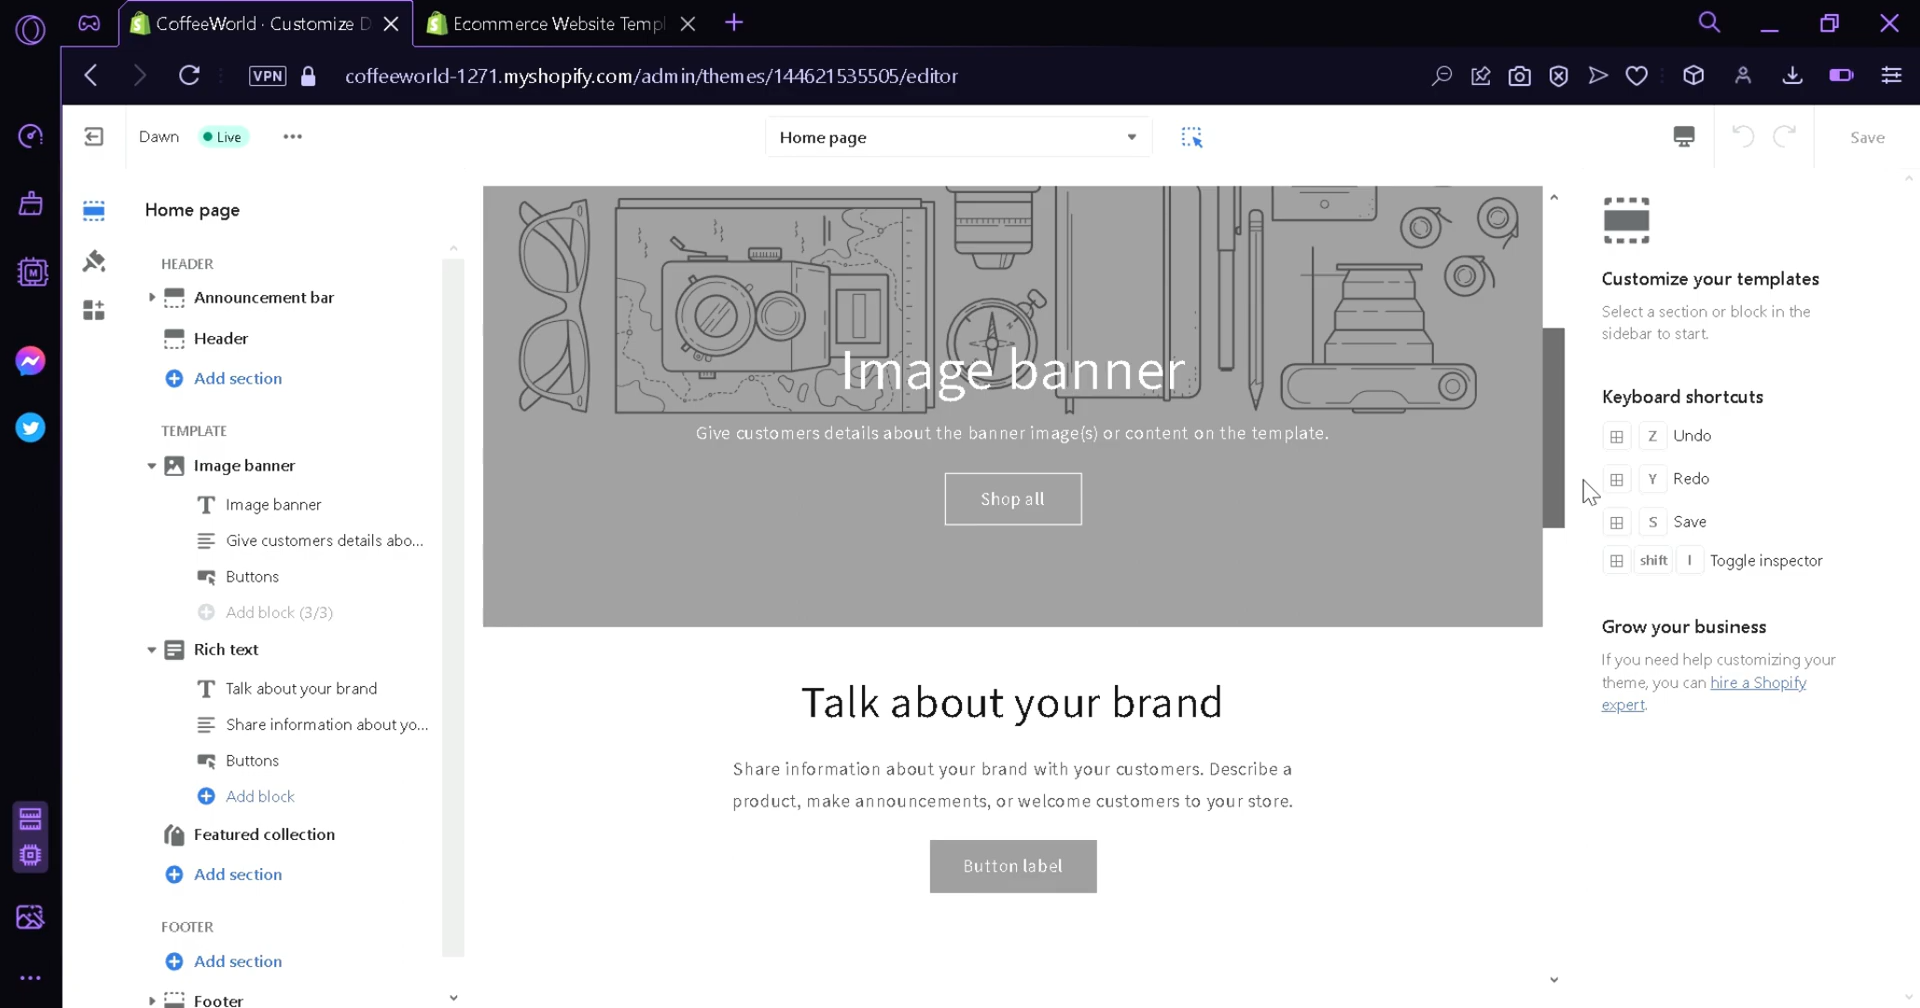 CoffeeWorld · Customize D
Ecommerce Website Templ
VPN
coffeeworld-1271.myshopify.com/admin/themes/144621535505/editor
Dawn
Live
Home page
Save
Home page
HEADER
Announcement bar
Header
Add section
TEMPLATE
Image banner
Image banner
Give customers details abo...
Buttons
Add block (3/3)
Rich text
Talk about your brand
Share information about yo...
Buttons
Add block
Featured collection
Add section
FOOTER
Add section
Footer
Image banner
Give customers details about the banner image(s) or content on the template.
Shop all
Talk about your brand
Share information about your brand with your customers. Describe a
product, make announcements, or welcome customers to your store.
Button label
Customize your templates
Select a section or block in the
sidebar to start.
Keyboard shortcuts
Z Undo
Y Redo
S Save
shift I Toggle inspector
Grow your business
If you need help customizing your
theme, you can hire a Shopify
expert.